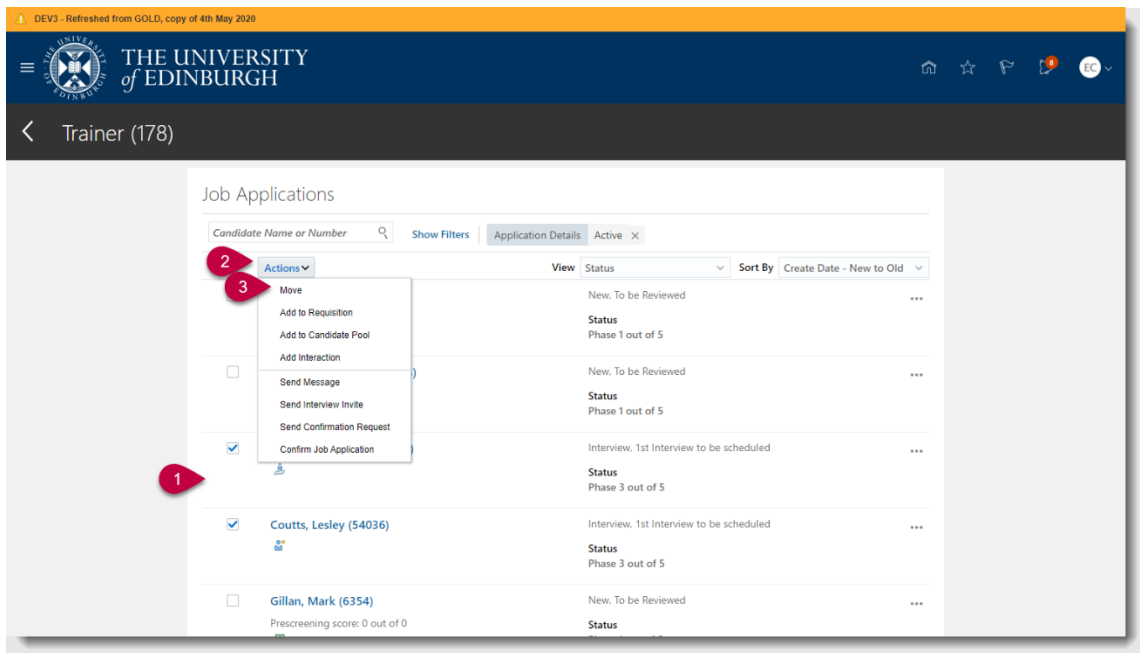 DEV3 - Refreshed from GOLD, copy of 4th May 2020
THE UNIVERSITY
of EDINBURGH
THE UNIVERSITY OF EDINBURGH
8
EC
Trainer (178)
Job Applications
Candidate Name or Number
Show Filters
Application Details Active
2
Actions
View Status
Sort By Create Date - New to Old
3
Move
Add to Requisition
Add to Candidate Pool
Add Interaction
Send Message
Send Interview Invite
Send Confirmation Request
Confirm Job Application
New, To be Reviewed
Status
Phase 1 out of 5
)
New, To be Reviewed
Status
Phase 1 out of 5
1
)
Interview, 1st Interview to be scheduled
Status
Phase 3 out of 5
Coutts, Lesley (54036)
Interview, 1st Interview to be scheduled
Status
Phase 3 out of 5
Gillan, Mark (6354)
Prescreening score: 0 out of 0
New, To be Reviewed
Status